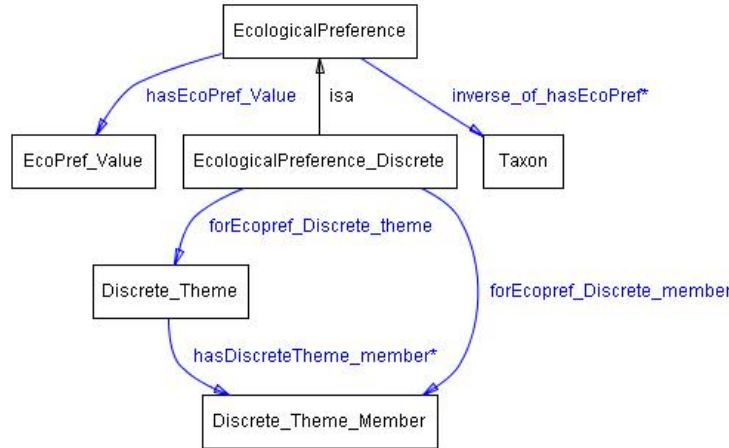 EcologicalPreference
hasEcoPref_Value
isa
inverse_of_hasEcoPref*
EcoPref_Value
EcologicalPreference_Discrete
Taxon
forEcopref_Discrete_theme
Discrete_Theme
forEcopref_Discrete_member
hasDiscreteTheme_member*
Discrete_Theme_Member